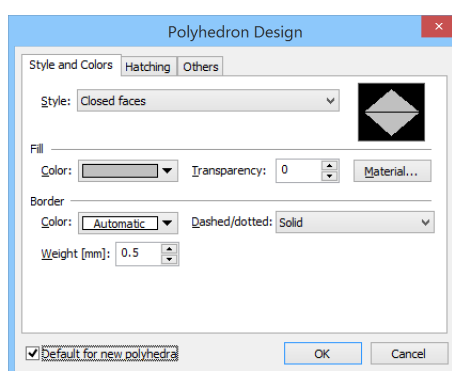 Polyhedron Design
Style and Colors Hatching Others
Style: Closed faces
Fill
Color: Transparency: 0 Material...
Border
Color: Automatic Dashed/dotted: Solid
Weight [mm]: 0.5
Default for new polyhedra OK Cancel